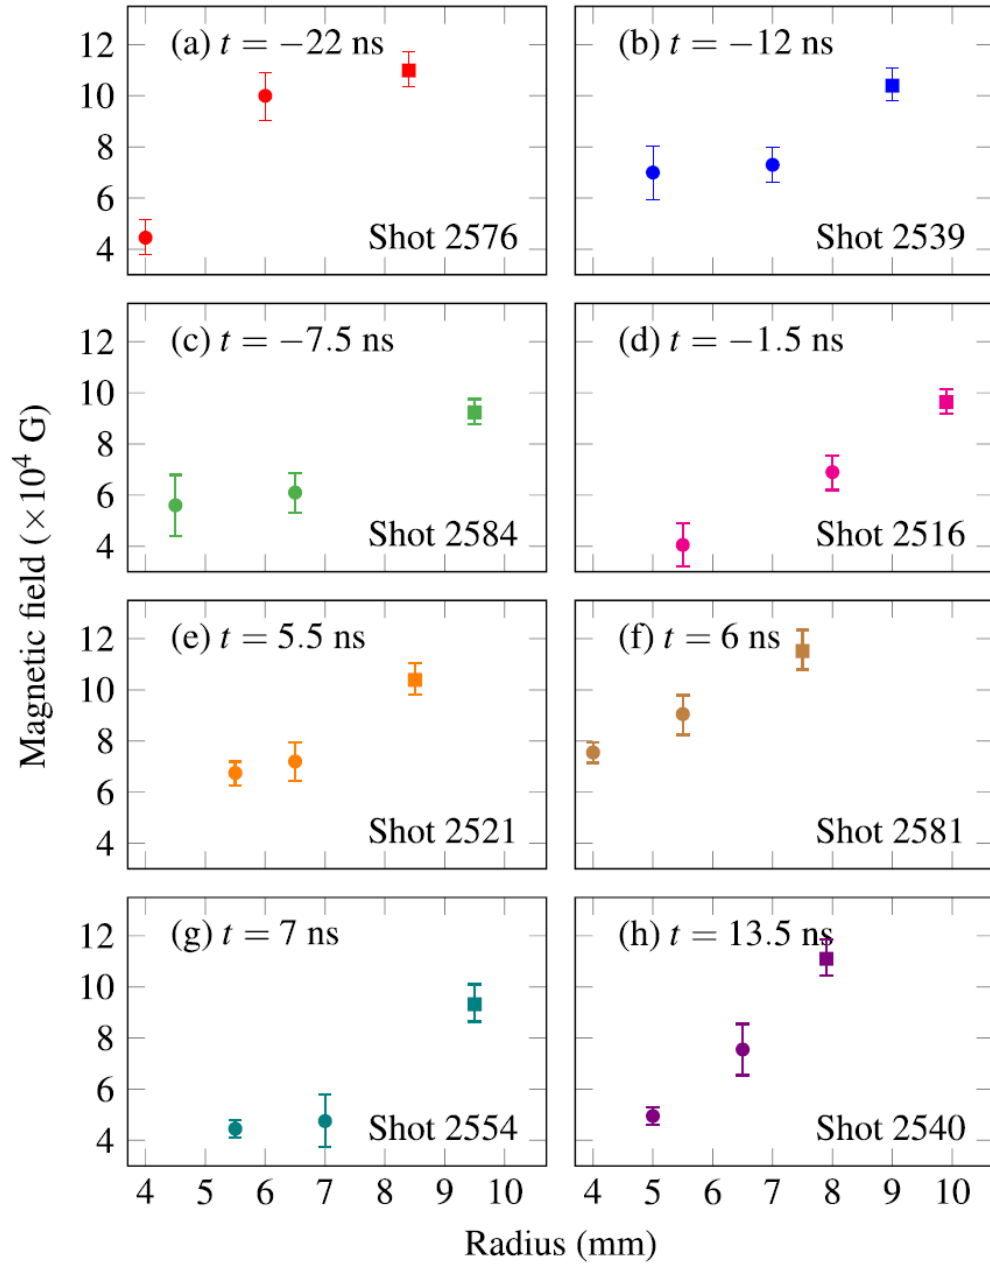 (a) t = −22 ns
(b) t = −12 ns
12
10
8
6
4
Shot 2576
Shot 2539
(c) t = −7.5 ns
(d) t = −1.5 ns
12
10
8
6
4
Shot 2584
Shot 2516
Magnetic field (×10⁴ G)
(e) t = 5.5 ns
(f) t = 6 ns
12
10
8
6
4
Shot 2521
Shot 2581
(g) t = 7 ns
(h) t = 13.5 ns
12
10
8
6
4
Shot 2554
Shot 2540
4 5 6 7 8 9 10
4 5 6 7 8 9 10
Radius (mm)